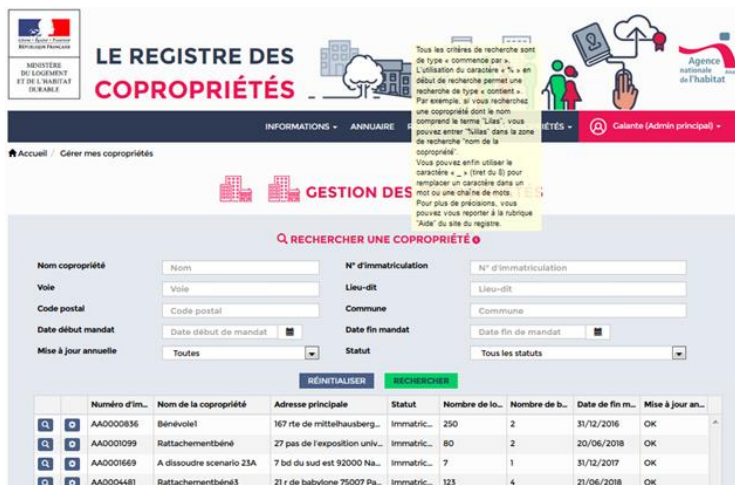 Liberté • Égalité • Fraternité
RÉPUBLIQUE FRANÇAISE
MINISTÈRE
DU LOGEMENT
ET DE L'HABITAT
DURABLE
LE REGISTRE DES
COPROPRIÉTÉS
Agence
nationale
de l'habitat
Tous les critères de recherche sont
de type « commence par ».
L'utilisation du caractère « % » en
début de recherche permet une
recherche de type « contient ».
Par exemple, si vous recherchez
une copropriété dont le nom
comprend le terme "Lilas", vous
pouvez entrer "%lilas" dans la zone
de recherche "nom de la
copropriété".
Vous pouvez enfin utiliser le
caractère « _ » (tiret du 8) pour
remplacer un caractère dans un
mot ou une chaîne de mots.
Pour plus de précisions, vous
pouvez vous reporter à la rubrique
"Aide" du site du registre.
INFORMATIONS ANNUAIRE ÉTÉS Galante (Admin principal)
Accueil / Gérer mes copropriétés
GESTION DES
RECHERCHER UNE COPROPRIÉTÉ
Nom copropriété Nom N° d'immatriculation N° d'immatriculation
Voie Voie Lieu-dit Lieu-dit
Code postal Code postal Commune Commune
Date début mandat Date début de mandat Date fin mandat Date fin de mandat
Mise à jour annuelle Toutes Statut Tous les statuts
RÉINITIALISER RECHERCHER
Numéro d'im... Nom de la copropriété Adresse principale Statut Nombre de lo... Nombre de b... Date de fin m... Mise à jour an...
AA0000836 Bénévole1 167 rte de mittelhausberg... Immatric... 250 2 31/12/2016 OK
AA0001099 Rattachementbéné 27 pas de l'exposition univ... Immatric... 80 2 20/06/2018 OK
AA0001669 A dissoudre scenario 23A 7 bd du sud est 92000 Na... Immatric... 7 1 31/12/2017 OK
AA0004481 Rattachementbéné3 21 r de babylone 75007 Pa... Immatric... 123 4 21/06/2018 OK